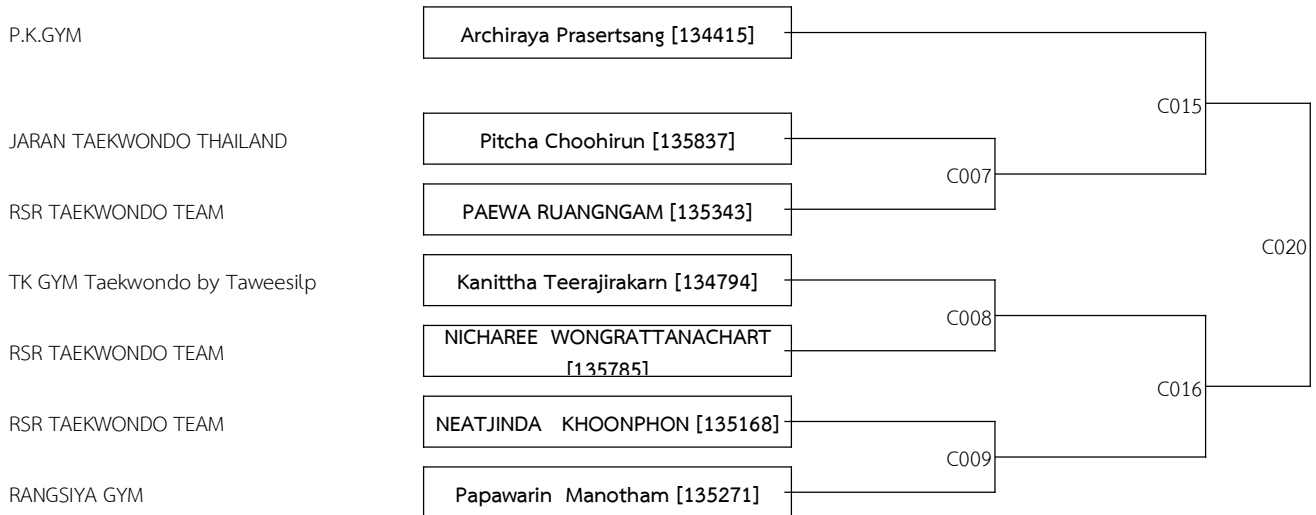 P.K.GYM
Archiraya Prasertsang [134415]
C015
JARAN TAEKWONDO THAILAND
Pitcha Choohirun [135837]
C007
RSR TAEKWONDO TEAM
PAEWA RUANGNGAM [135343]
C020
TK GYM Taekwondo by Taweesilp
Kanittha Teerajirakarn [134794]
C008
RSR TAEKWONDO TEAM
NICHAREE WONGRATTANACHART
[135785]
C016
RSR TAEKWONDO TEAM
NEATJINDA KHOONPHON [135168]
C009
RANGSIYA GYM
Papawarin Manotham [135271]